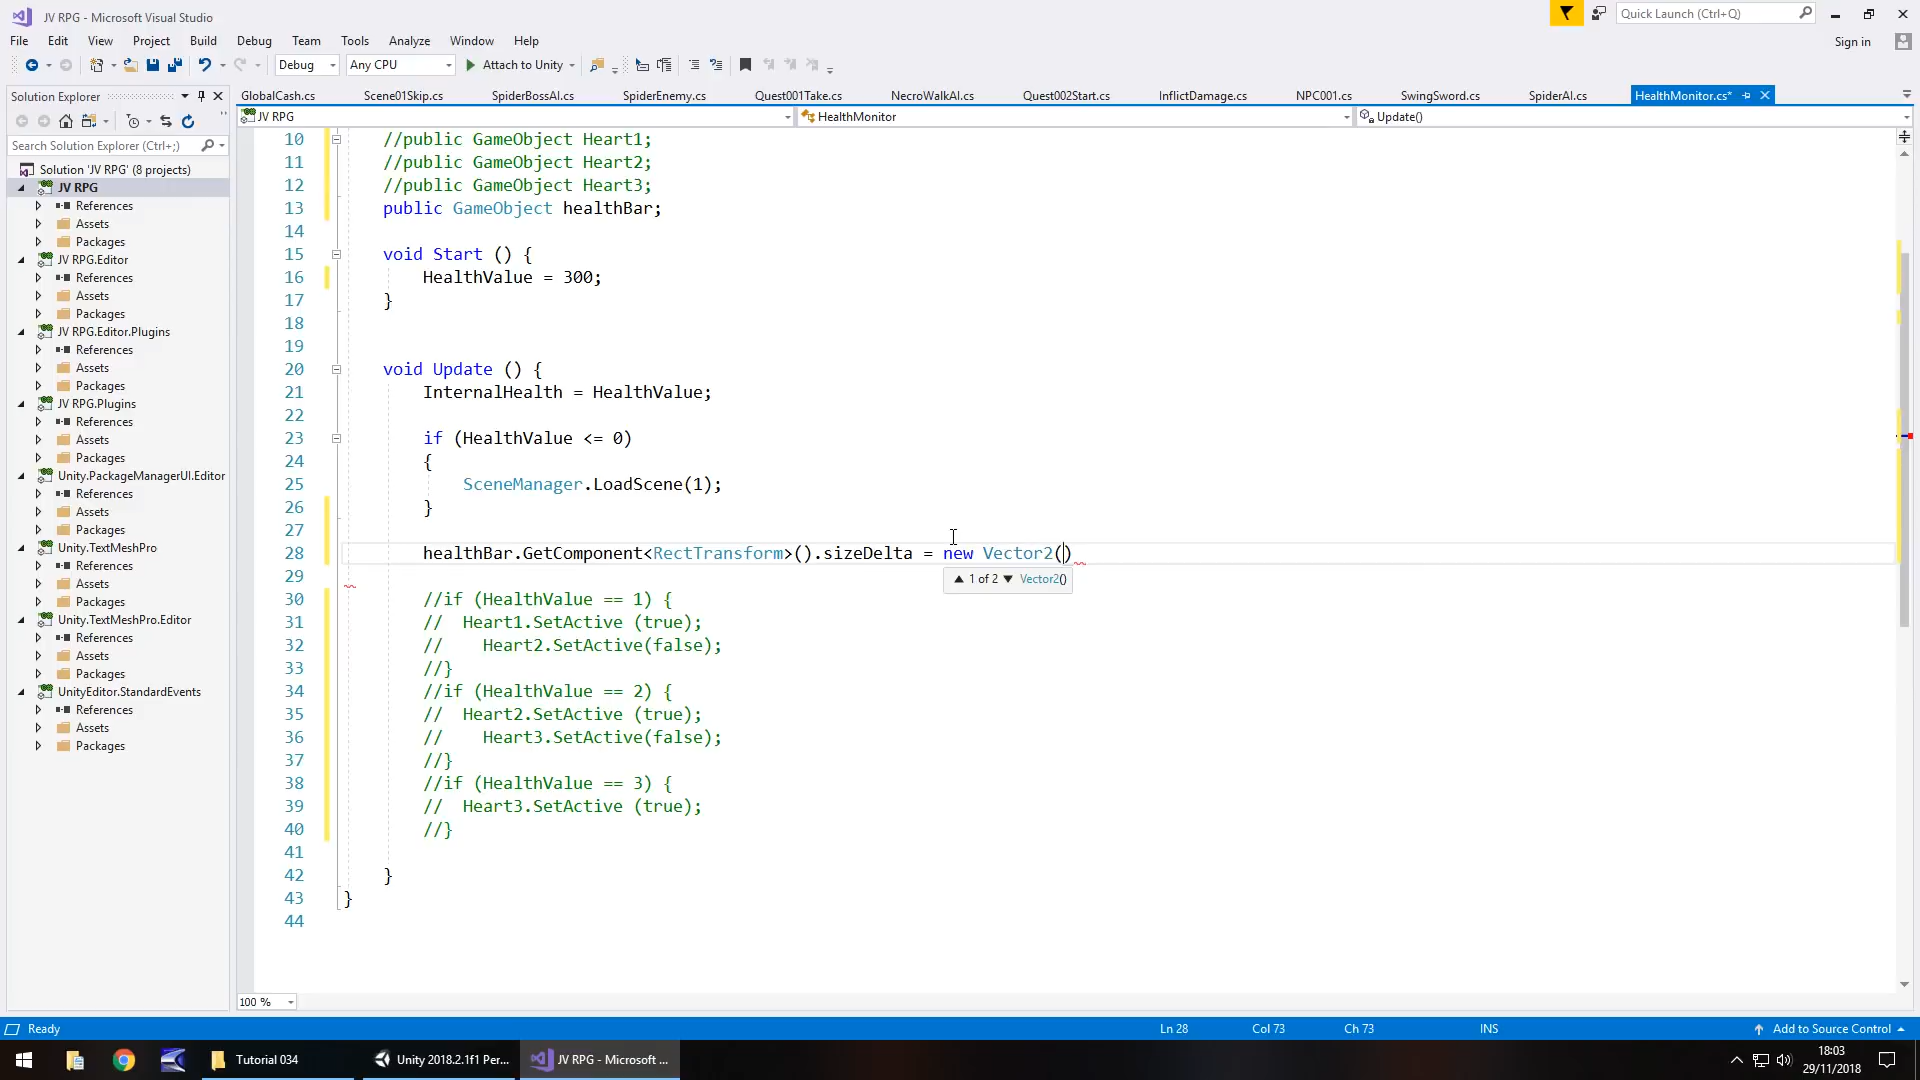 JV RPG - Microsoft Visual Studio
Quick Launch (Ctrl+Q)
File Edit View Project Build Debug Team Tools Analyze Window Help
Sign in
Debug Any CPU Attach to Unity
Solution Explorer
GlobalCash.cs Scene01Skip.cs SpiderBossAI.cs SpiderEnemy.cs Quest001Take.cs NecroWalkAI.cs Quest002Start.cs InflictDamage.cs NPC001.cs SwingSword.cs SpiderAI.cs HealthMonitor.cs*
JV RPG HealthMonitor Update()
Search Solution Explorer (Ctrl+;)
Solution 'JV RPG' (8 projects)
JV RPG
References
Assets
Packages
JV RPG.Editor
References
Assets
Packages
JV RPG.Editor.Plugins
References
Assets
Packages
JV RPG.Plugins
References
Assets
Packages
Unity.PackageManagerUI.Editor
References
Assets
Packages
Unity.TextMeshPro
References
Assets
Packages
Unity.TextMeshPro.Editor
References
Assets
Packages
UnityEditor.StandardEvents
References
Assets
Packages
10 //public GameObject Heart1;
11 //public GameObject Heart2;
12 //public GameObject Heart3;
13 public GameObject healthBar;
14
15 void Start () {
16 HealthValue = 300;
17 }
18
19
20 void Update () {
21 InternalHealth = HealthValue;
22
23 if (HealthValue <= 0)
24 {
25 SceneManager.LoadScene(1);
26 }
27
28 healthBar.GetComponent<RectTransform>().sizeDelta = new Vector2()
1 of 2 Vector2()
29
30 //if (HealthValue == 1) {
31 // Heart1.SetActive (true);
32 // Heart2.SetActive(false);
33 //}
34 //if (HealthValue == 2) {
35 // Heart2.SetActive (true);
36 // Heart3.SetActive(false);
37 //}
38 //if (HealthValue == 3) {
39 // Heart3.SetActive (true);
40 //}
41
42 }
43 }
44
100 %
Ready Ln 28 Col 73 Ch 73 INS Add to Source Control
Tutorial 034 Unity 2018.2.1f1 Per... JV RPG - Microsoft ...
18:03
29/11/2018